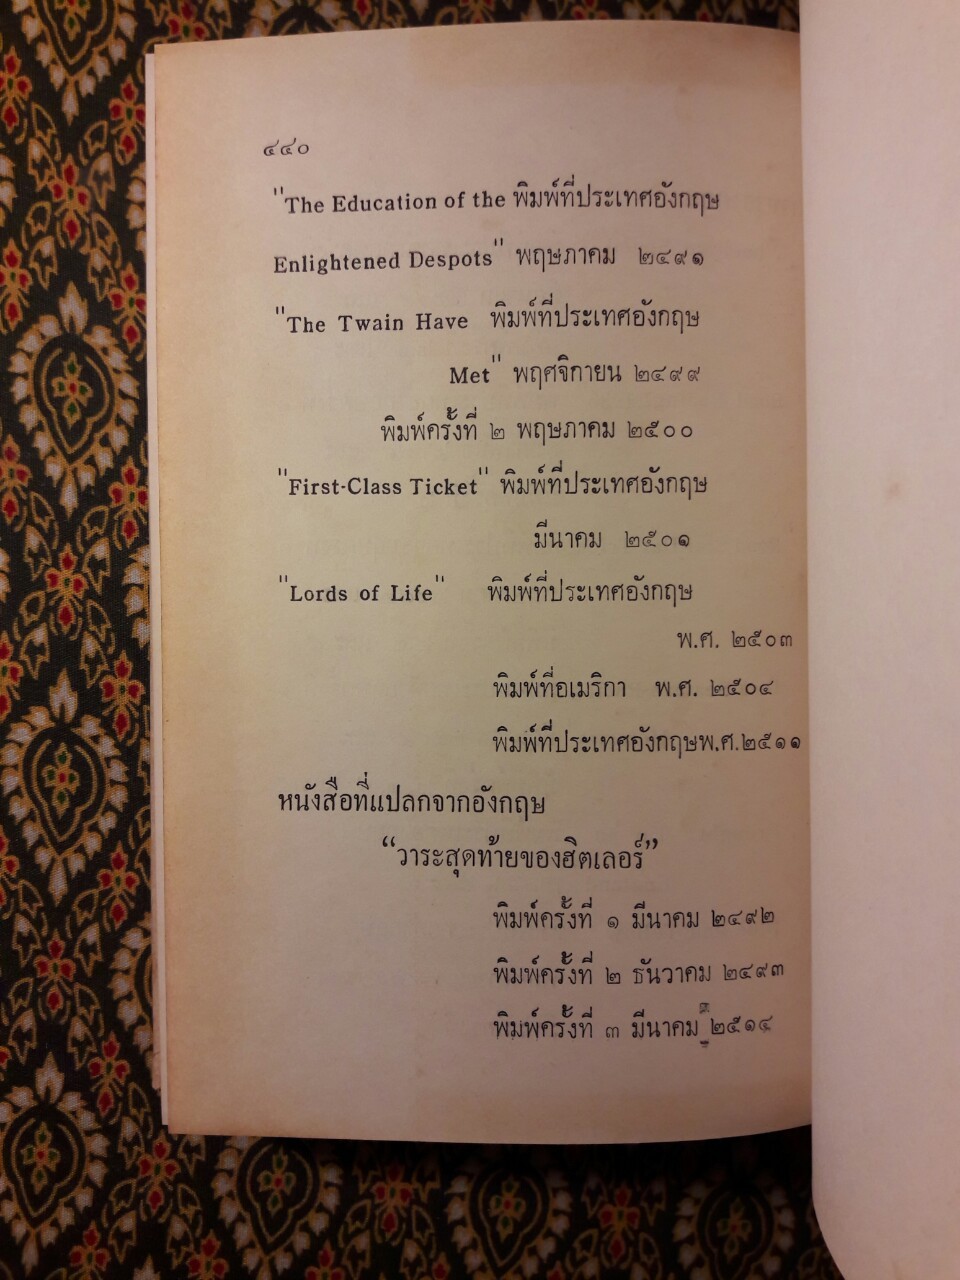 ๔๔๐
"The Education of the พิมพ์ที่ประเทศอังกฤษ
Enlightened Despots" พฤษภาคม ๒๔๙๑
"The Twain Have พิมพ์ที่ประเทศอังกฤษ
Met" พฤศจิกายน ๒๔๙๙
พิมพ์ครั้งที่ ๒ พฤษภาคม ๒๕๐๐
"First-Class Ticket" พิมพ์ที่ประเทศอังกฤษ
มีนาคม ๒๕๐๑
"Lords of Life" พิมพ์ที่ประเทศอังกฤษ
พ.ศ. ๒๕๐๓
พิมพ์ที่อเมริกา พ.ศ. ๒๕๐๔
พิมพ์ที่ประเทศอังกฤษพ.ศ.๒๕๑๑
หนังสือที่แปลกจากอังกฤษ
“วาระสุดท้ายของฮิตเลอร์”
พิมพ์ครั้งที่ ๑ มีนาคม ๒๔๙๒
พิมพ์ครั้งที่ ๒ ธันวาคม ๒๔๙๓
พิมพ์ครั้งที่ ๓ มีนาคม ๒๕๑๔